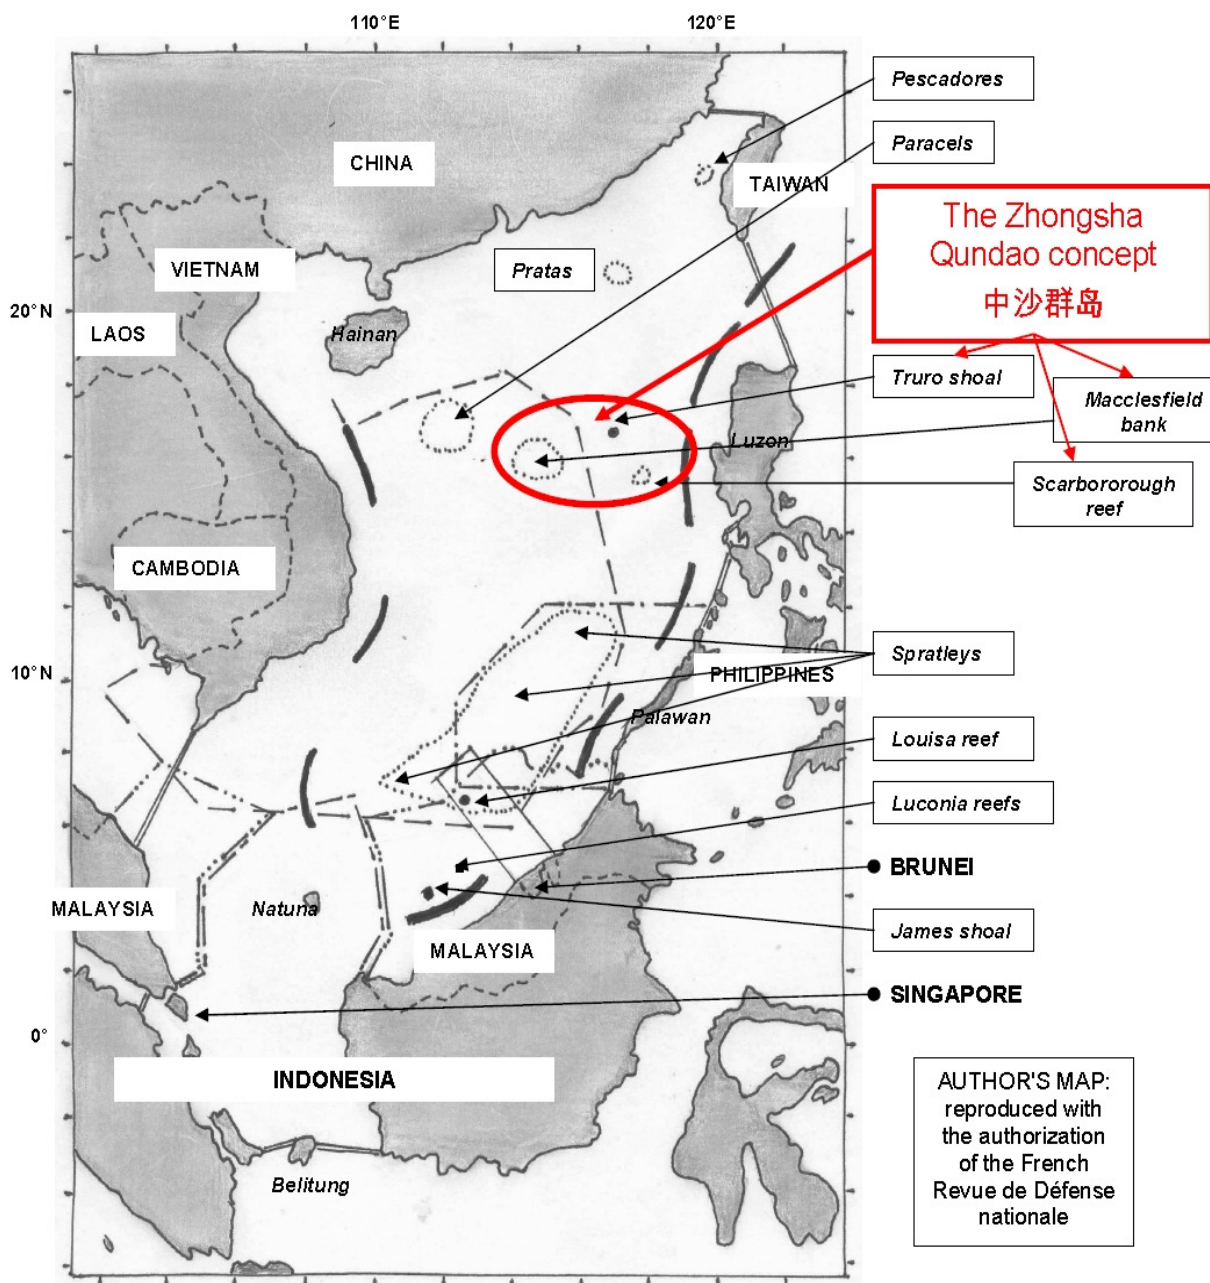 110°E
120°E
Pescadores
Paracels
CHINA
TAIWAN
The Zhongsha
Qundao concept
中沙群岛
VIETNAM
Pratas
20°N
LAOS
Hainan
Truro shoal
Macclesfield
bank
Luzon
Scarbororough
reef
CAMBODIA
10°N
Spratleys
PHILIPPINES
Palawan
Louisa reef
Luconia reefs
BRUNEI
MALAYSIA
Natuna
James shoal
MALAYSIA
SINGAPORE
0°
INDONESIA
AUTHOR'S MAP:
reproduced with
the authorization
of the French
Revue de Défense
nationale
Belitung